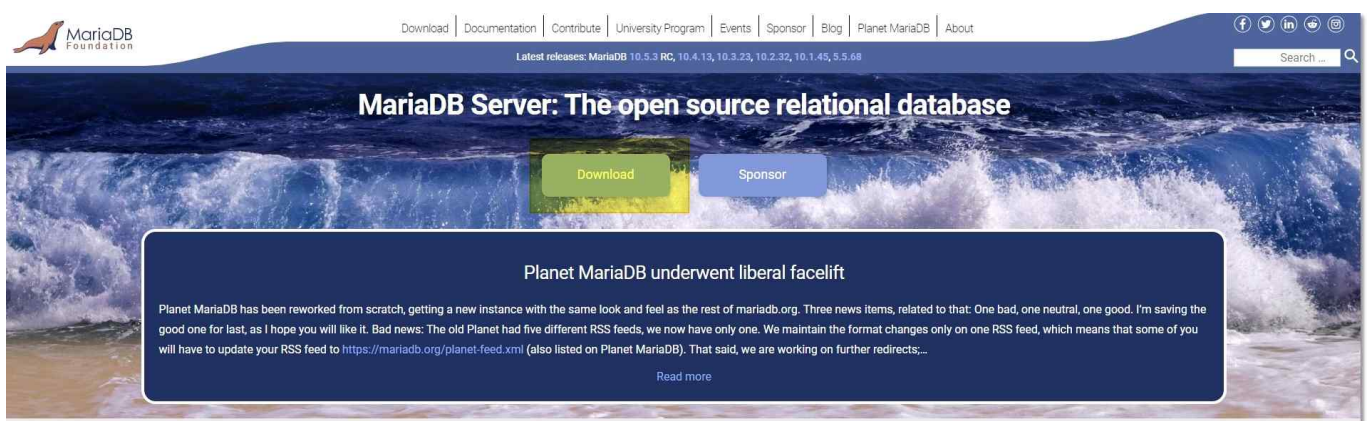 MariaDB
Foundation
Download Documentation Contribute University Program Events Sponsor Blog Planet MariaDB About
Latest releases: MariaDB 10.5.3 RC, 10.4.13, 10.3.23, 10.2.32, 10.1.45, 5.5.68
Search ...
MariaDB Server: The open source relational database
Download Sponsor
Planet MariaDB underwent liberal facelift
Planet MariaDB has been reworked from scratch, getting a new instance with the same look and feel as the rest of mariadb.org. Three news items, related to that: One bad, one neutral, one good. I'm saving the
good one for last, as I hope you will like it. Bad news: The old Planet had five different RSS feeds, we now have only one. We maintain the format changes only on one RSS feed, which means that some of you
will have to update your RSS feed to https://mariadb.org/planet-feed.xml (also listed on Planet MariaDB). That said, we are working on further redirects;...
Read more